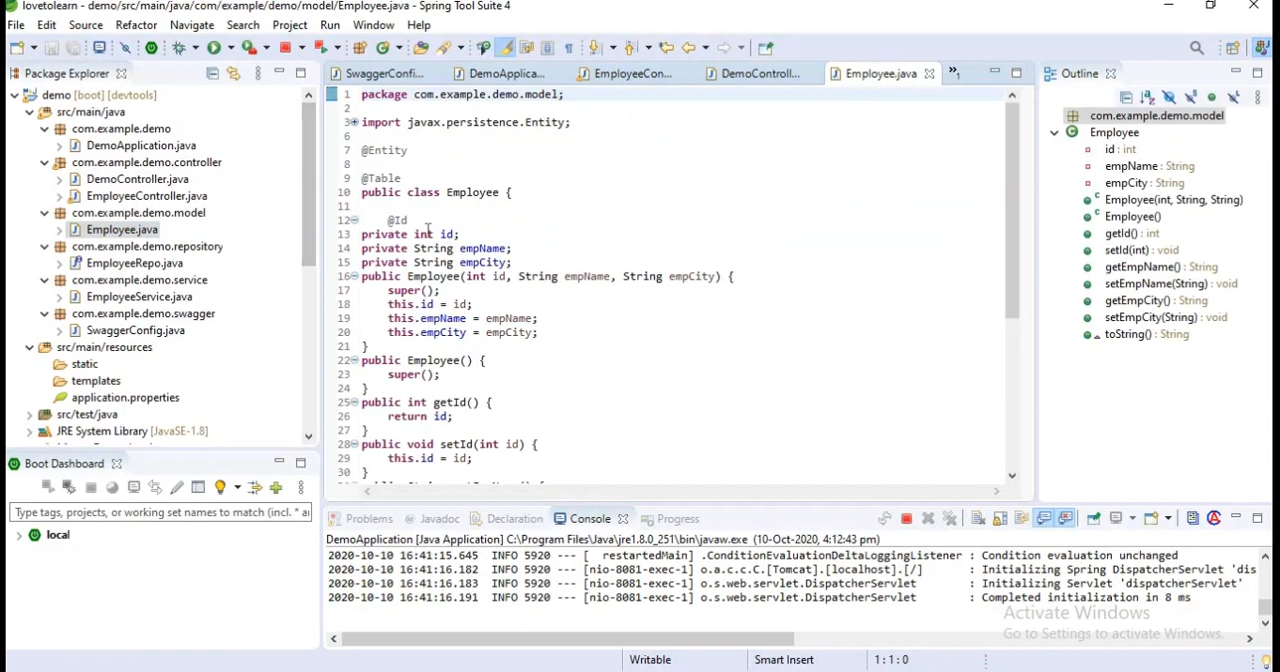 lovetolearn - demo/src/main/java/com/example/demo/model/Employee.java - Spring Tool Suite 4
File Edit Source Refactor Navigate Search Project Run Window Help
Package Explorer
demo [boot] [devtools]
src/main/java
com.example.demo
DemoApplication.java
com.example.demo.controller
DemoController.java
EmployeeController.java
com.example.demo.model
Employee.java
com.example.demo.repository
EmployeeRepo.java
com.example.demo.service
EmployeeService.java
com.example.demo.swagger
SwaggerConfig.java
src/main/resources
static
templates
application.properties
src/test/java
JRE System Library [JavaSE-1.8]
Boot Dashboard
Type tags, projects, or working set names to match (incl. * a
local
SwaggerConfi... DemoApplica... EmployeeCon... DemoControll... Employee.java »1
1 package com.example.demo.model;
2
3 import javax.persistence.Entity;
6
7 @Entity
8
9 @Table
10 public class Employee {
11
12 @Id
13 private int id;
14 private String empName;
15 private String empCity;
16 public Employee(int id, String empName, String empCity) {
17 super();
18 this.id = id;
19 this.empName = empName;
20 this.empCity = empCity;
21 }
22 public Employee() {
23 super();
24 }
25 public int getId() {
26 return id;
27 }
28 public void setId(int id) {
29 this.id = id;
30 }
Outline
com.example.demo.model
Employee
id : int
empName : String
empCity : String
Employee(int, String, String)
Employee()
getId() : int
setId(int) : void
getEmpName() : String
setEmpName(String) : void
getEmpCity() : String
setEmpCity(String) : void
toString() : String
Problems Javadoc Declaration Console Progress
DemoApplication [Java Application] C:\Program Files\Java\jre1.8.0_251\bin\javaw.exe (10-Oct-2020, 4:12:43 pm)
2020-10-10 16:41:15.645 INFO 5920 --- [ restartedMain] .ConditionEvaluationDeltaLoggingListener : Condition evaluation unchanged
2020-10-10 16:41:16.182 INFO 5920 --- [nio-8081-exec-1] o.a.c.c.C.[Tomcat].[localhost].[/] : Initializing Spring DispatcherServlet 'dis
2020-10-10 16:41:16.183 INFO 5920 --- [nio-8081-exec-1] o.s.web.servlet.DispatcherServlet : Initializing Servlet 'dispatcherServlet'
2020-10-10 16:41:16.191 INFO 5920 --- [nio-8081-exec-1] o.s.web.servlet.DispatcherServlet : Completed initialization in 8 ms
Activate Windows
Go to Settings to activate Windows.
Writable Smart Insert 1 : 1 : 0